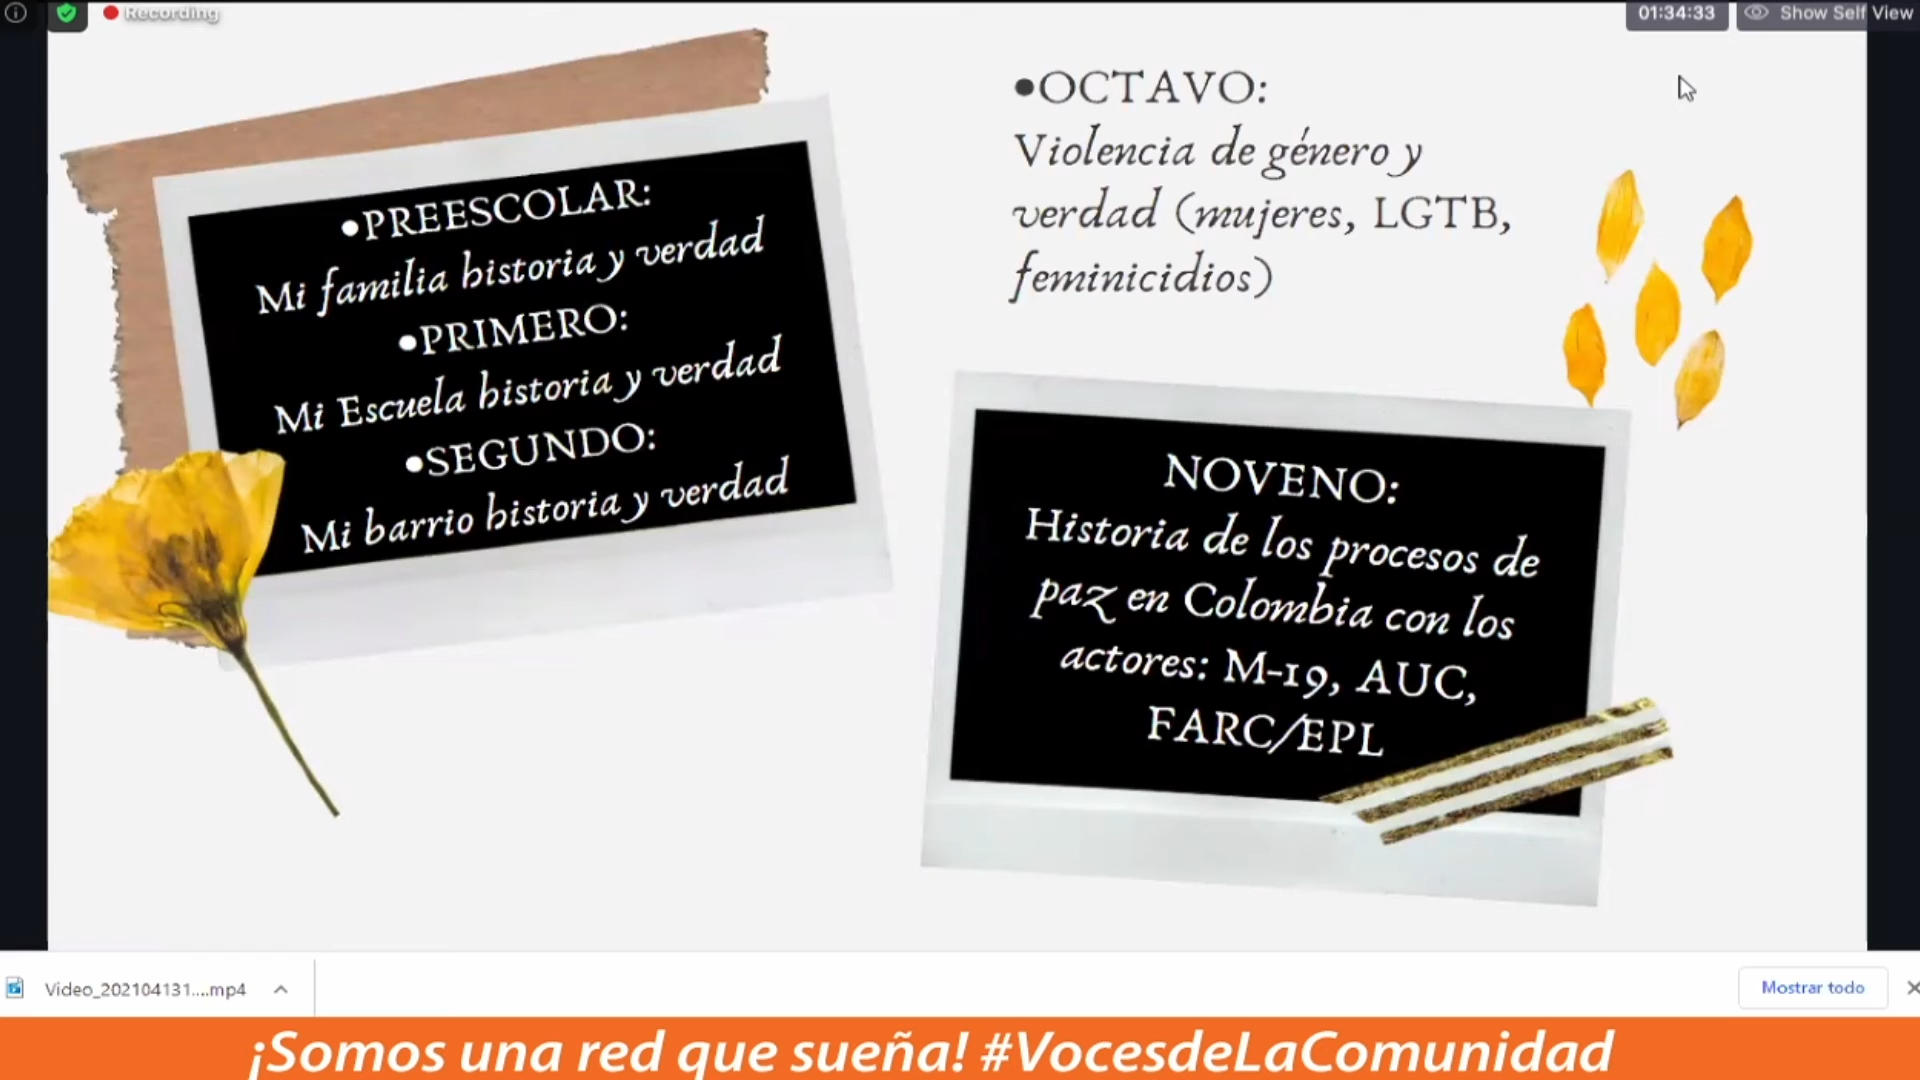 Recording
01:34:33
Show Self View
•PREESCOLAR:
Mi familia historia y verdad
•PRIMERO:
Mi Escuela historia y verdad
•SEGUNDO:
Mi barrio historia y verdad
•OCTAVO:
Violencia de género y
verdad (mujeres, LGTB,
feminicidios)
NOVENO:
Historia de los procesos de
paz en Colombia con los
actores: M-19, AUC,
FARC/EPL
Video_202104131....mp4
Mostrar todo
¡Somos una red que sueña! #VocesdeLaComunidad